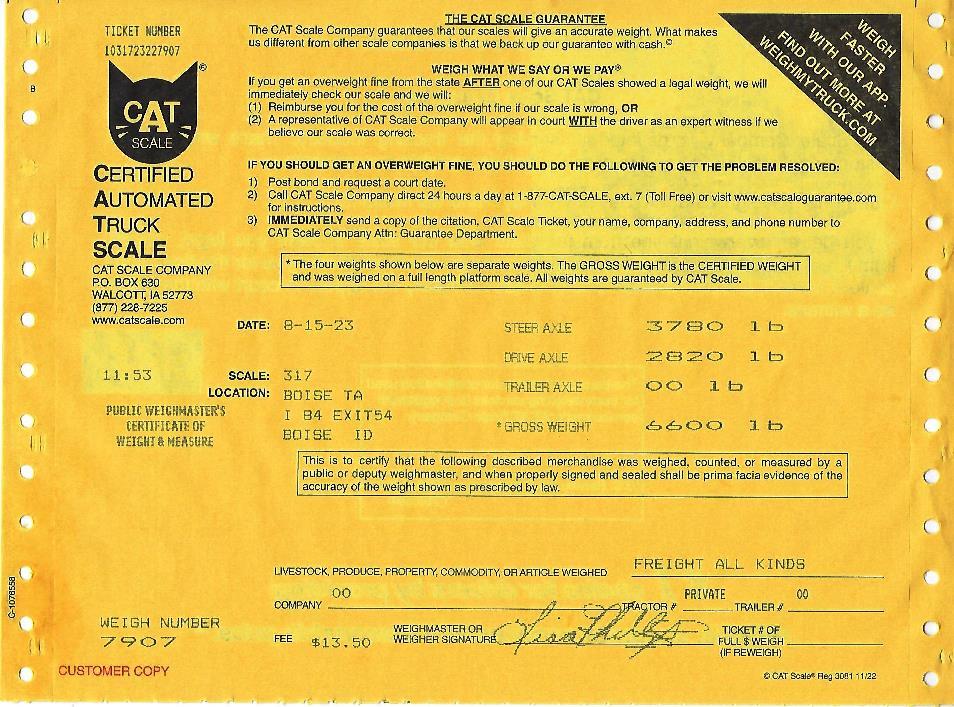 TICKET NUMBER
1031723227907
B
CAT
SCALE
®
CERTIFIED
AUTOMATED
TRUCK
SCALE
CAT SCALE COMPANY
P.O. BOX 630
WALCOTT, IA 52773
(877) 228-7225
www.catscale.com
THE CAT SCALE GUARANTEE
The CAT Scale Company guarantees that our scales will give an accurate weight. What makes
us different from other scale companies is that we back up our guarantee with cash.©
WEIGH WHAT WE SAY OR WE PAY®
If you get an overweight fine from the state AFTER one of our CAT Scales showed a legal weight, we will
immediately check our scale and we will:
(1) Reimburse you for the cost of the overweight fine if our scale is wrong, OR
(2) A representative of CAT Scale Company will appear in court WITH the driver as an expert witness if we
believe our scale was correct.
WEIGH
FASTER
WITH OUR APP.
FIND OUT MORE AT
WEIGHMYTRUCK.COM
IF YOU SHOULD GET AN OVERWEIGHT FINE, YOU SHOULD DO THE FOLLOWING TO GET THE PROBLEM RESOLVED:
1) Post bond and request a court date.
2) Call CAT Scale Company direct 24 hours a day at 1-877-CAT-SCALE, ext. 7 (Toll Free) or visit www.catscaleguarantee.com
for instructions.
3) IMMEDIATELY send a copy of the citation, CAT Scale Ticket, your name, company, address, and phone number to
CAT Scale Company Attn: Guarantee Department.
* The four weights shown below are separate weights. The GROSS WEIGHT is the CERTIFIED WEIGHT
and was weighed on a full length platform scale. All weights are guaranteed by CAT Scale.
DATE: 8-15-23
STEER AXLE 3780 lb
DRIVE AXLE 2820 lb
11:53
SCALE: 317
TRAILER AXLE 00 lb
LOCATION: BOISE TA
I 84 EXIT54
BOISE ID
* GROSS WEIGHT 6600 lb
PUBLIC WEIGHMASTER'S
CERTIFICATE OF
WEIGHT & MEASURE
This is to certify that the following described merchandise was weighed, counted, or measured by a
public or deputy weighmaster, and when properly signed and sealed shall be prima facia evidence of the
accuracy of the weight shown as prescribed by law.
LIVESTOCK, PRODUCE, PROPERTY, COMMODITY, OR ARTICLE WEIGHED FREIGHT ALL KINDS
COMPANY 00 TRACTOR # PRIVATE TRAILER # 00
WEIGH NUMBER
7907
FEE $13.50
WEIGHMASTER OR
WEIGHER SIGNATURE
TICKET # OF
FULL $ WEIGH
(IF REWEIGH)
CUSTOMER COPY
© CAT Scale® Reg 3081 11/22